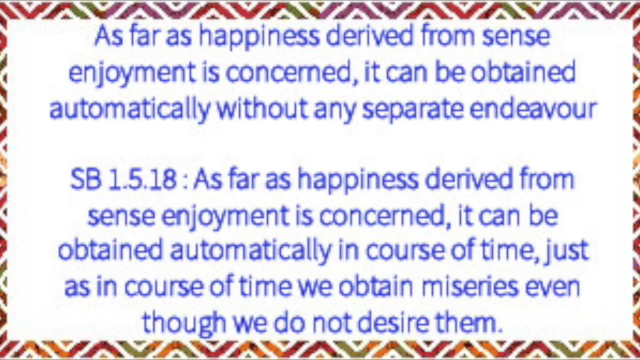 As far as happiness derived from sense
enjoyment is concerned, it can be obtained
automatically without any separate endeavour
SB 1.5.18 : As far as happiness derived from
sense enjoyment is concerned, it can be
obtained automatically in course of time, just
as in course of time we obtain miseries even
though we do not desire them.